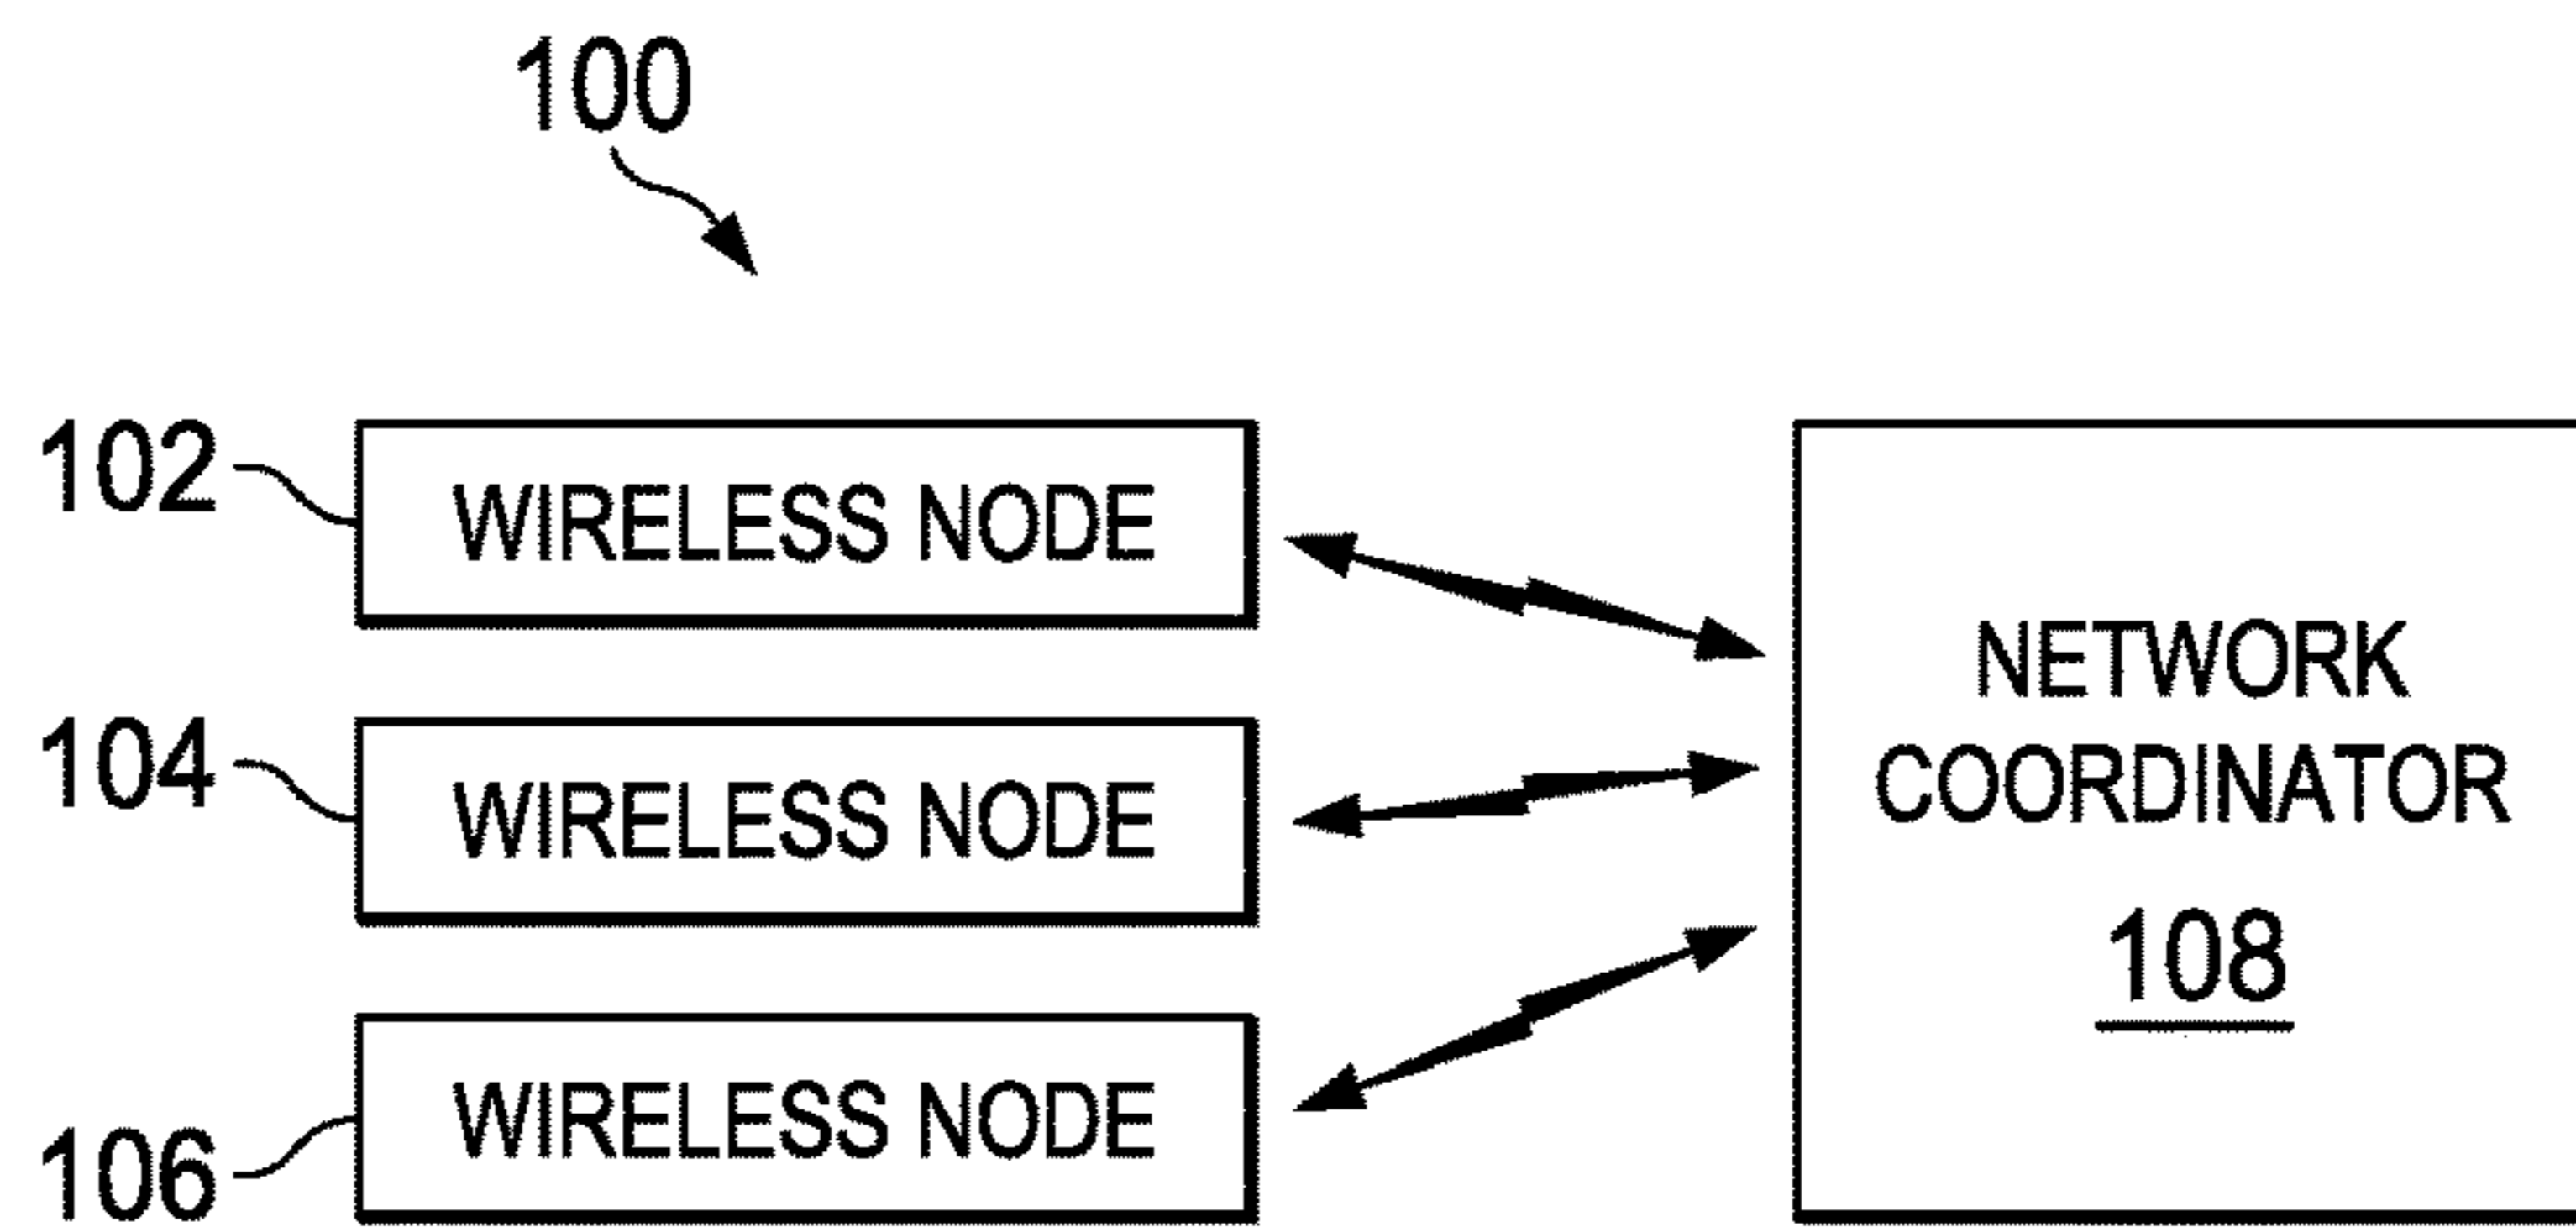 100
102
WIRELESS NODE
104
WIRELESS NODE
106
WIRELESS NODE
NETWORK
COORDINATOR
108